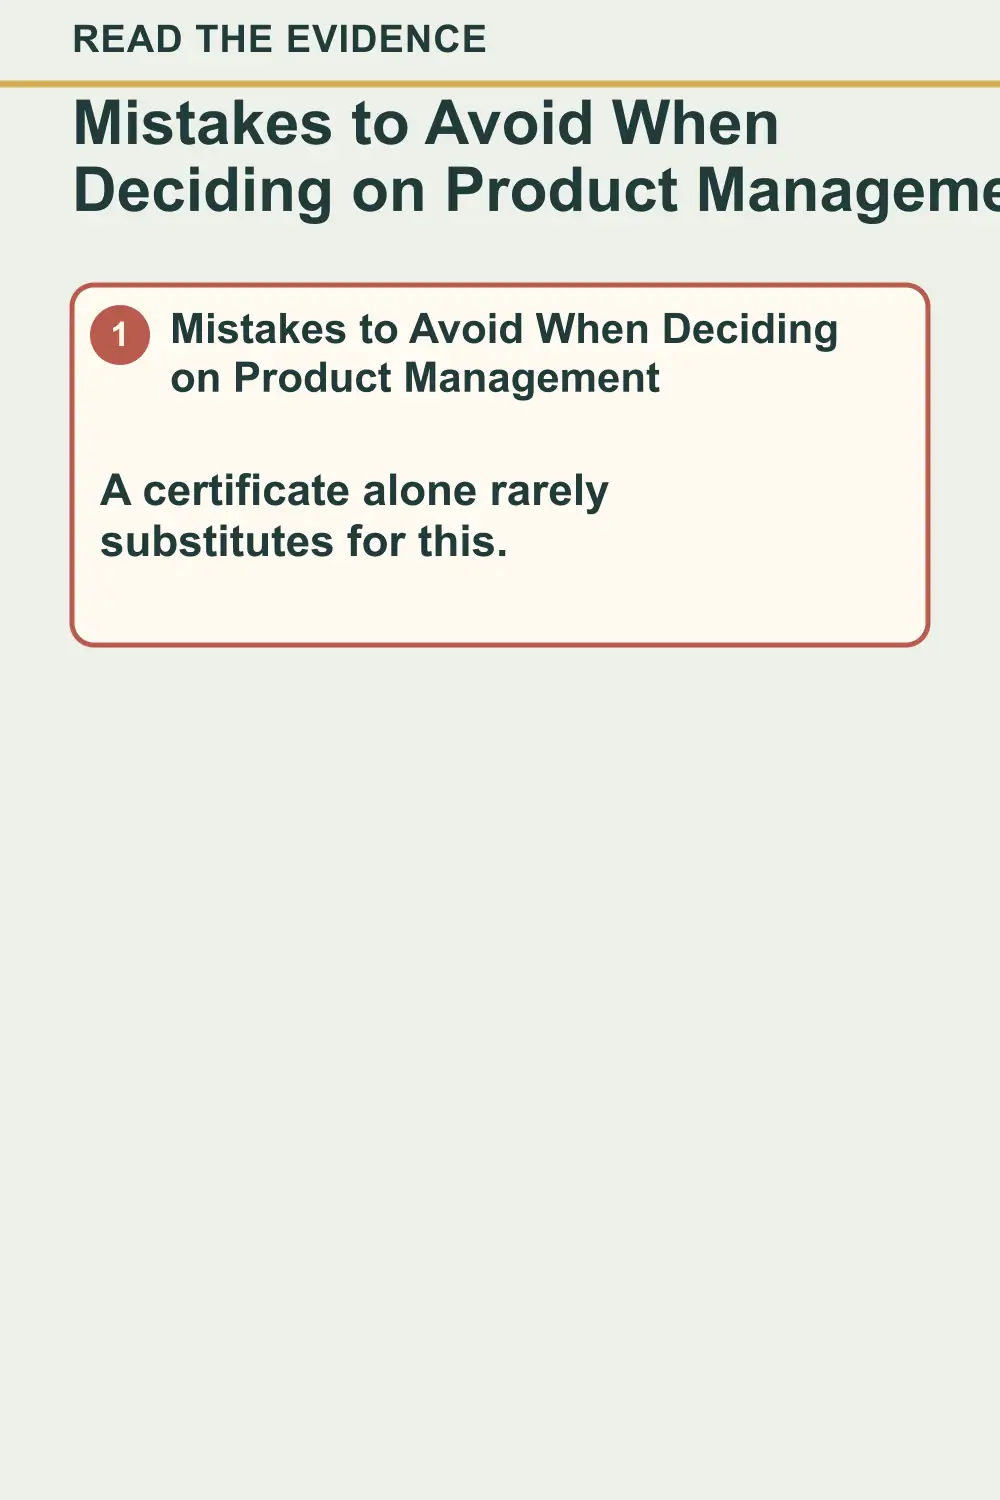 READ THE EVIDENCE
Mistakes to Avoid When
Deciding on Product Manageme
1
Mistakes to Avoid When Deciding
on Product Management
A certificate alone rarely
substitutes for this.